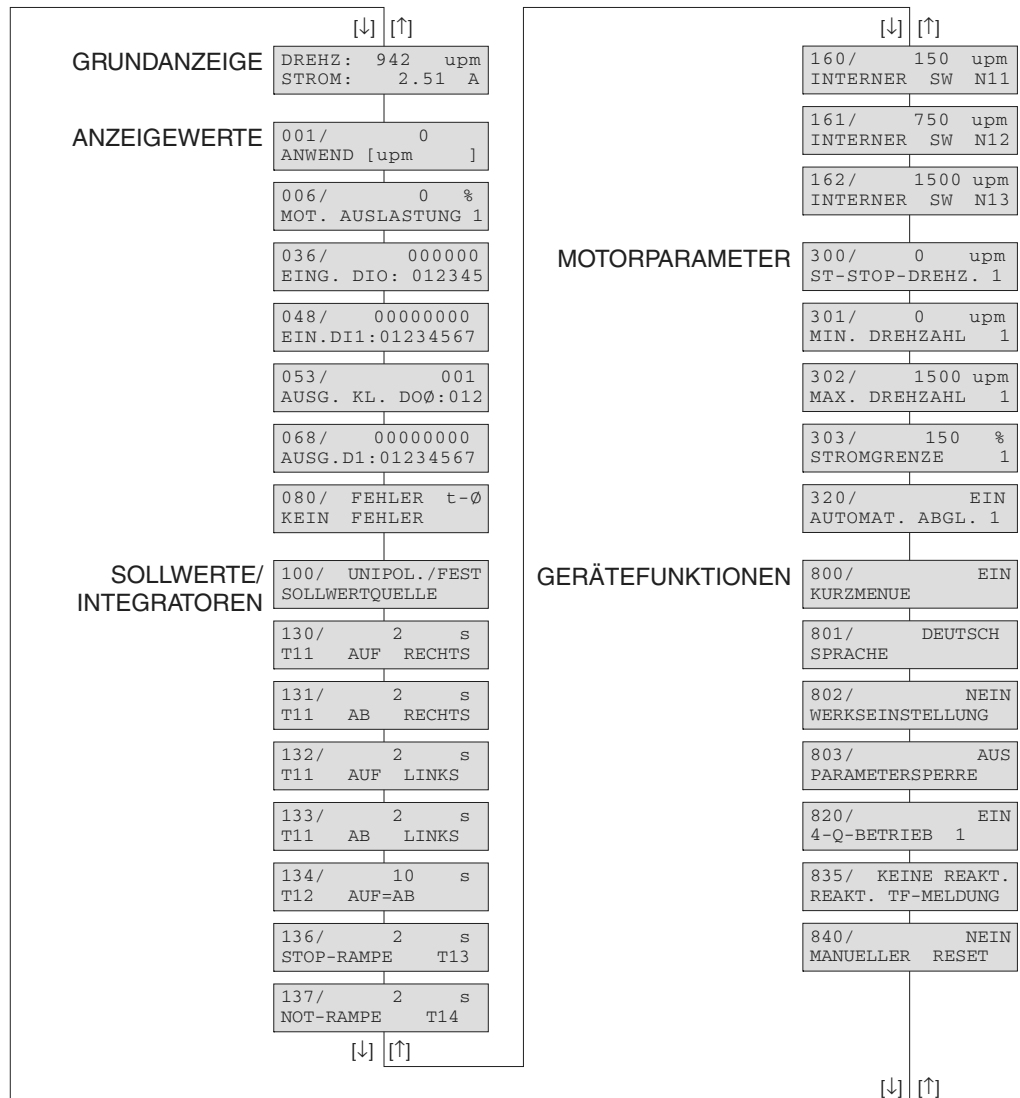 [↓] [↑]
GRUNDANZEIGE
DREHZ: 942 upm
STROM: 2.51 A
ANZEIGEWERTE
001/ 0
ANWEND [upm ]
006/ 0 %
MOT. AUSLASTUNG 1
036/ 000000
EING. DIO: 012345
048/ 00000000
EIN.DI1:01234567
053/ 001
AUSG. KL. DOØ:012
068/ 00000000
AUSG.D1:01234567
080/ FEHLER t-Ø
KEIN FEHLER
SOLLWERTE/
INTEGRATOREN
100/ UNIPOL./FEST
SOLLWERTQUELLE
130/ 2 s
T11 AUF RECHTS
131/ 2 s
T11 AB RECHTS
132/ 2 s
T11 AUF LINKS
133/ 2 s
T11 AB LINKS
134/ 10 s
T12 AUF=AB
136/ 2 s
STOP-RAMPE T13
137/ 2 s
NOT-RAMPE T14
[↓] [↑]
[↓] [↑]
160/ 150 upm
INTERNER SW N11
161/ 750 upm
INTERNER SW N12
162/ 1500 upm
INTERNER SW N13
MOTORPARAMETER
300/ 0 upm
ST-STOP-DREHZ. 1
301/ 0 upm
MIN. DREHZAHL 1
302/ 1500 upm
MAX. DREHZAHL 1
303/ 150 %
STROMGRENZE 1
320/ EIN
AUTOMAT. ABGL. 1
GERÄTEFUNKTIONEN
800/ EIN
KURZMENUE
801/ DEUTSCH
SPRACHE
802/ NEIN
WERKSEINSTELLUNG
803/ AUS
PARAMETERSPERRE
820/ EIN
4-Q-BETRIEB 1
835/ KEINE REAKT.
REAKT. TF-MELDUNG
840/ NEIN
MANUELLER RESET
[↓] [↑]